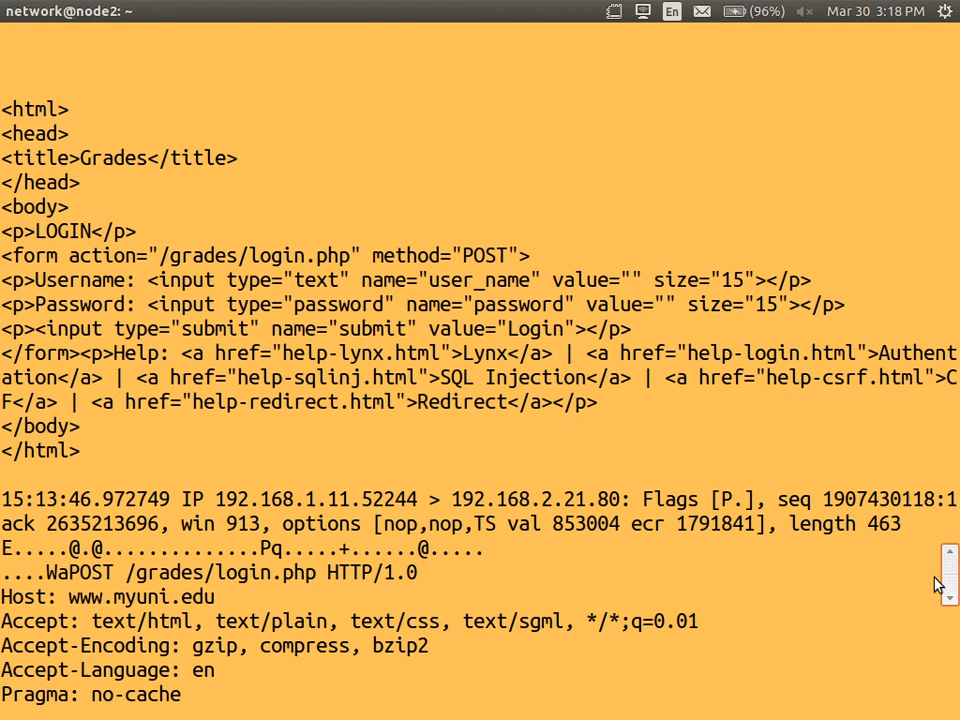 network@node2: ~
En
(96%)
Mar 30 3:18 PM
<html>
<head>
<title>Grades</title>
</head>
<body>
<p>LOGIN</p>
<form action="/grades/login.php" method="POST">
<p>Username: <input type="text" name="user_name" value="" size="15"></p>
<p>Password: <input type="password" name="password" value="" size="15"></p>
<p><input type="submit" name="submit" value="Login"></p>
</form><p>Help: <a href="help-lynx.html">Lynx</a> | <a href="help-login.html">Authent
ation</a> | <a href="help-sqlinj.html">SQL Injection</a> | <a href="help-csrf.html">C
F</a> | <a href="help-redirect.html">Redirect</a></p>
</body>
</html>
15:13:46.972749 IP 192.168.1.11.52244 > 192.168.2.21.80: Flags [P.], seq 1907430118:1
ack 2635213696, win 913, options [nop,nop,TS val 853004 ecr 1791841], length 463
E.....@.@..............Pq.....+......@.....
....WaPOST /grades/login.php HTTP/1.0
Host: www.myuni.edu
Accept: text/html, text/plain, text/css, text/sgml, */*;q=0.01
Accept-Encoding: gzip, compress, bzip2
Accept-Language: en
Pragma: no-cache